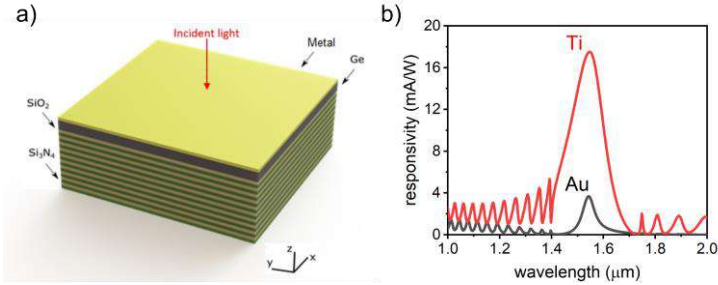 a)
Incident light
Metal
Ge
SiO₂
Si₃N₄
z
y
x
b)
responsivity (mA/W)
20
16
12
8
4
0
Ti
Au
1.0 1.2 1.4 1.6 1.8 2.0
wavelength (μm)